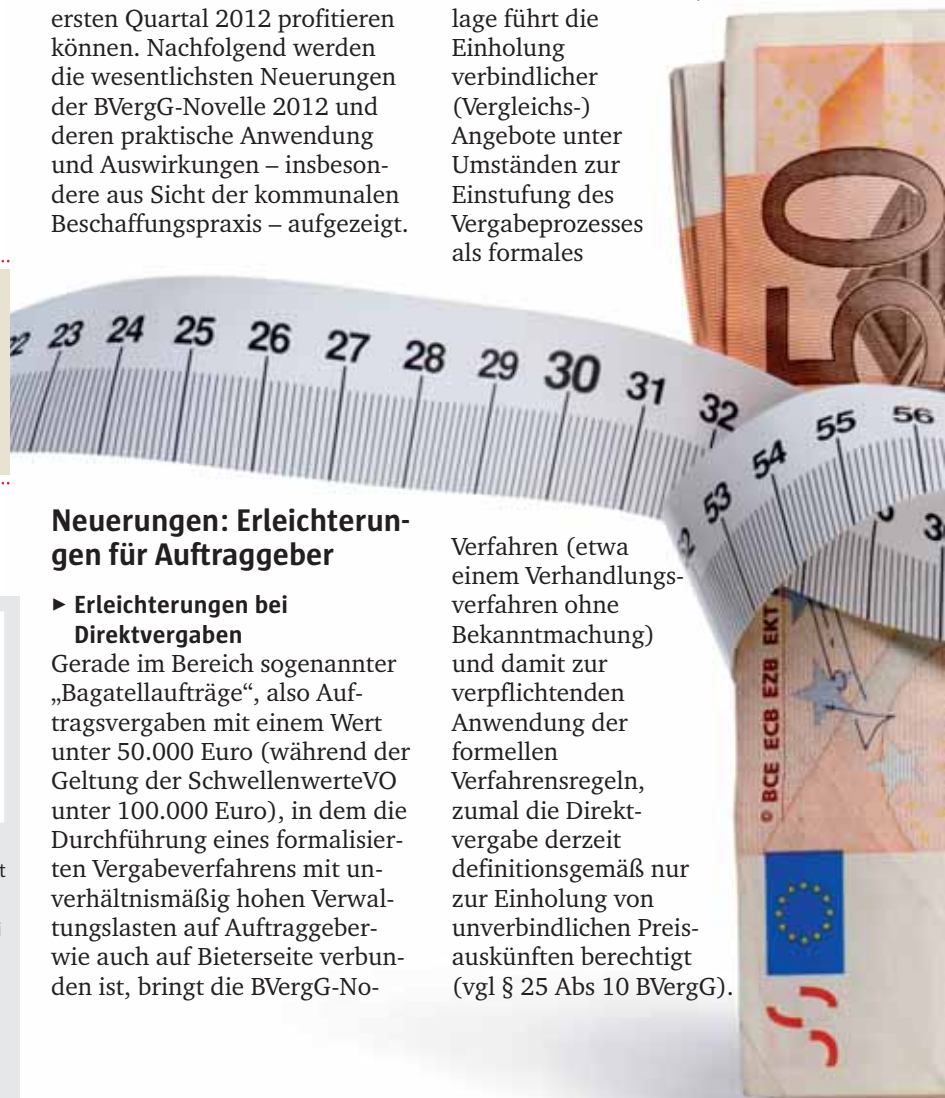 ersten Quartal 2012 profitieren
können. Nachfolgend werden
die wesentlichsten Neuerungen
der BVergG-Novelle 2012 und
deren praktische Anwendung
und Auswirkungen – insbeson-
dere aus Sicht der kommunalen
Beschaffungspraxis – aufgezeigt.
Neuerungen: Erleichterun-
gen für Auftraggeber
▸ Erleichterungen bei
Direktvergaben
Gerade im Bereich sogenannter
„Bagatellaufträge“, also Auf-
tragsvergaben mit einem Wert
unter 50.000 Euro (während der
Geltung der SchwellenwerteVO
unter 100.000 Euro), in dem die
Durchführung eines formalisier-
ten Vergabeverfahrens mit un-
verhältnismäßig hohen Verwal-
tungslasten auf Auftraggeber-
wie auch auf Bieterseite verbun-
den ist, bringt die BVergG-No-
lage führt die
Einholung
verbindlicher
(Vergleichs-)
Angebote unter
Umständen zur
Einstufung des
Vergabeprozesses
als formales
Verfahren (etwa
einem Verhandlungs-
verfahren ohne
Bekanntmachung)
und damit zur
verpflichtenden
Anwendung der
formellen
Verfahrensregeln,
zumal die Direkt-
vergabe derzeit
definitionsgemäß nur
zur Einholung von
unverbindlichen Preis-
auskünften berechtigt
(vgl § 25 Abs 10 BVergG).
23 24 25 26 27 28 29 30 31 32
53 54 55 56
50
© BCE ECB EZB EKT